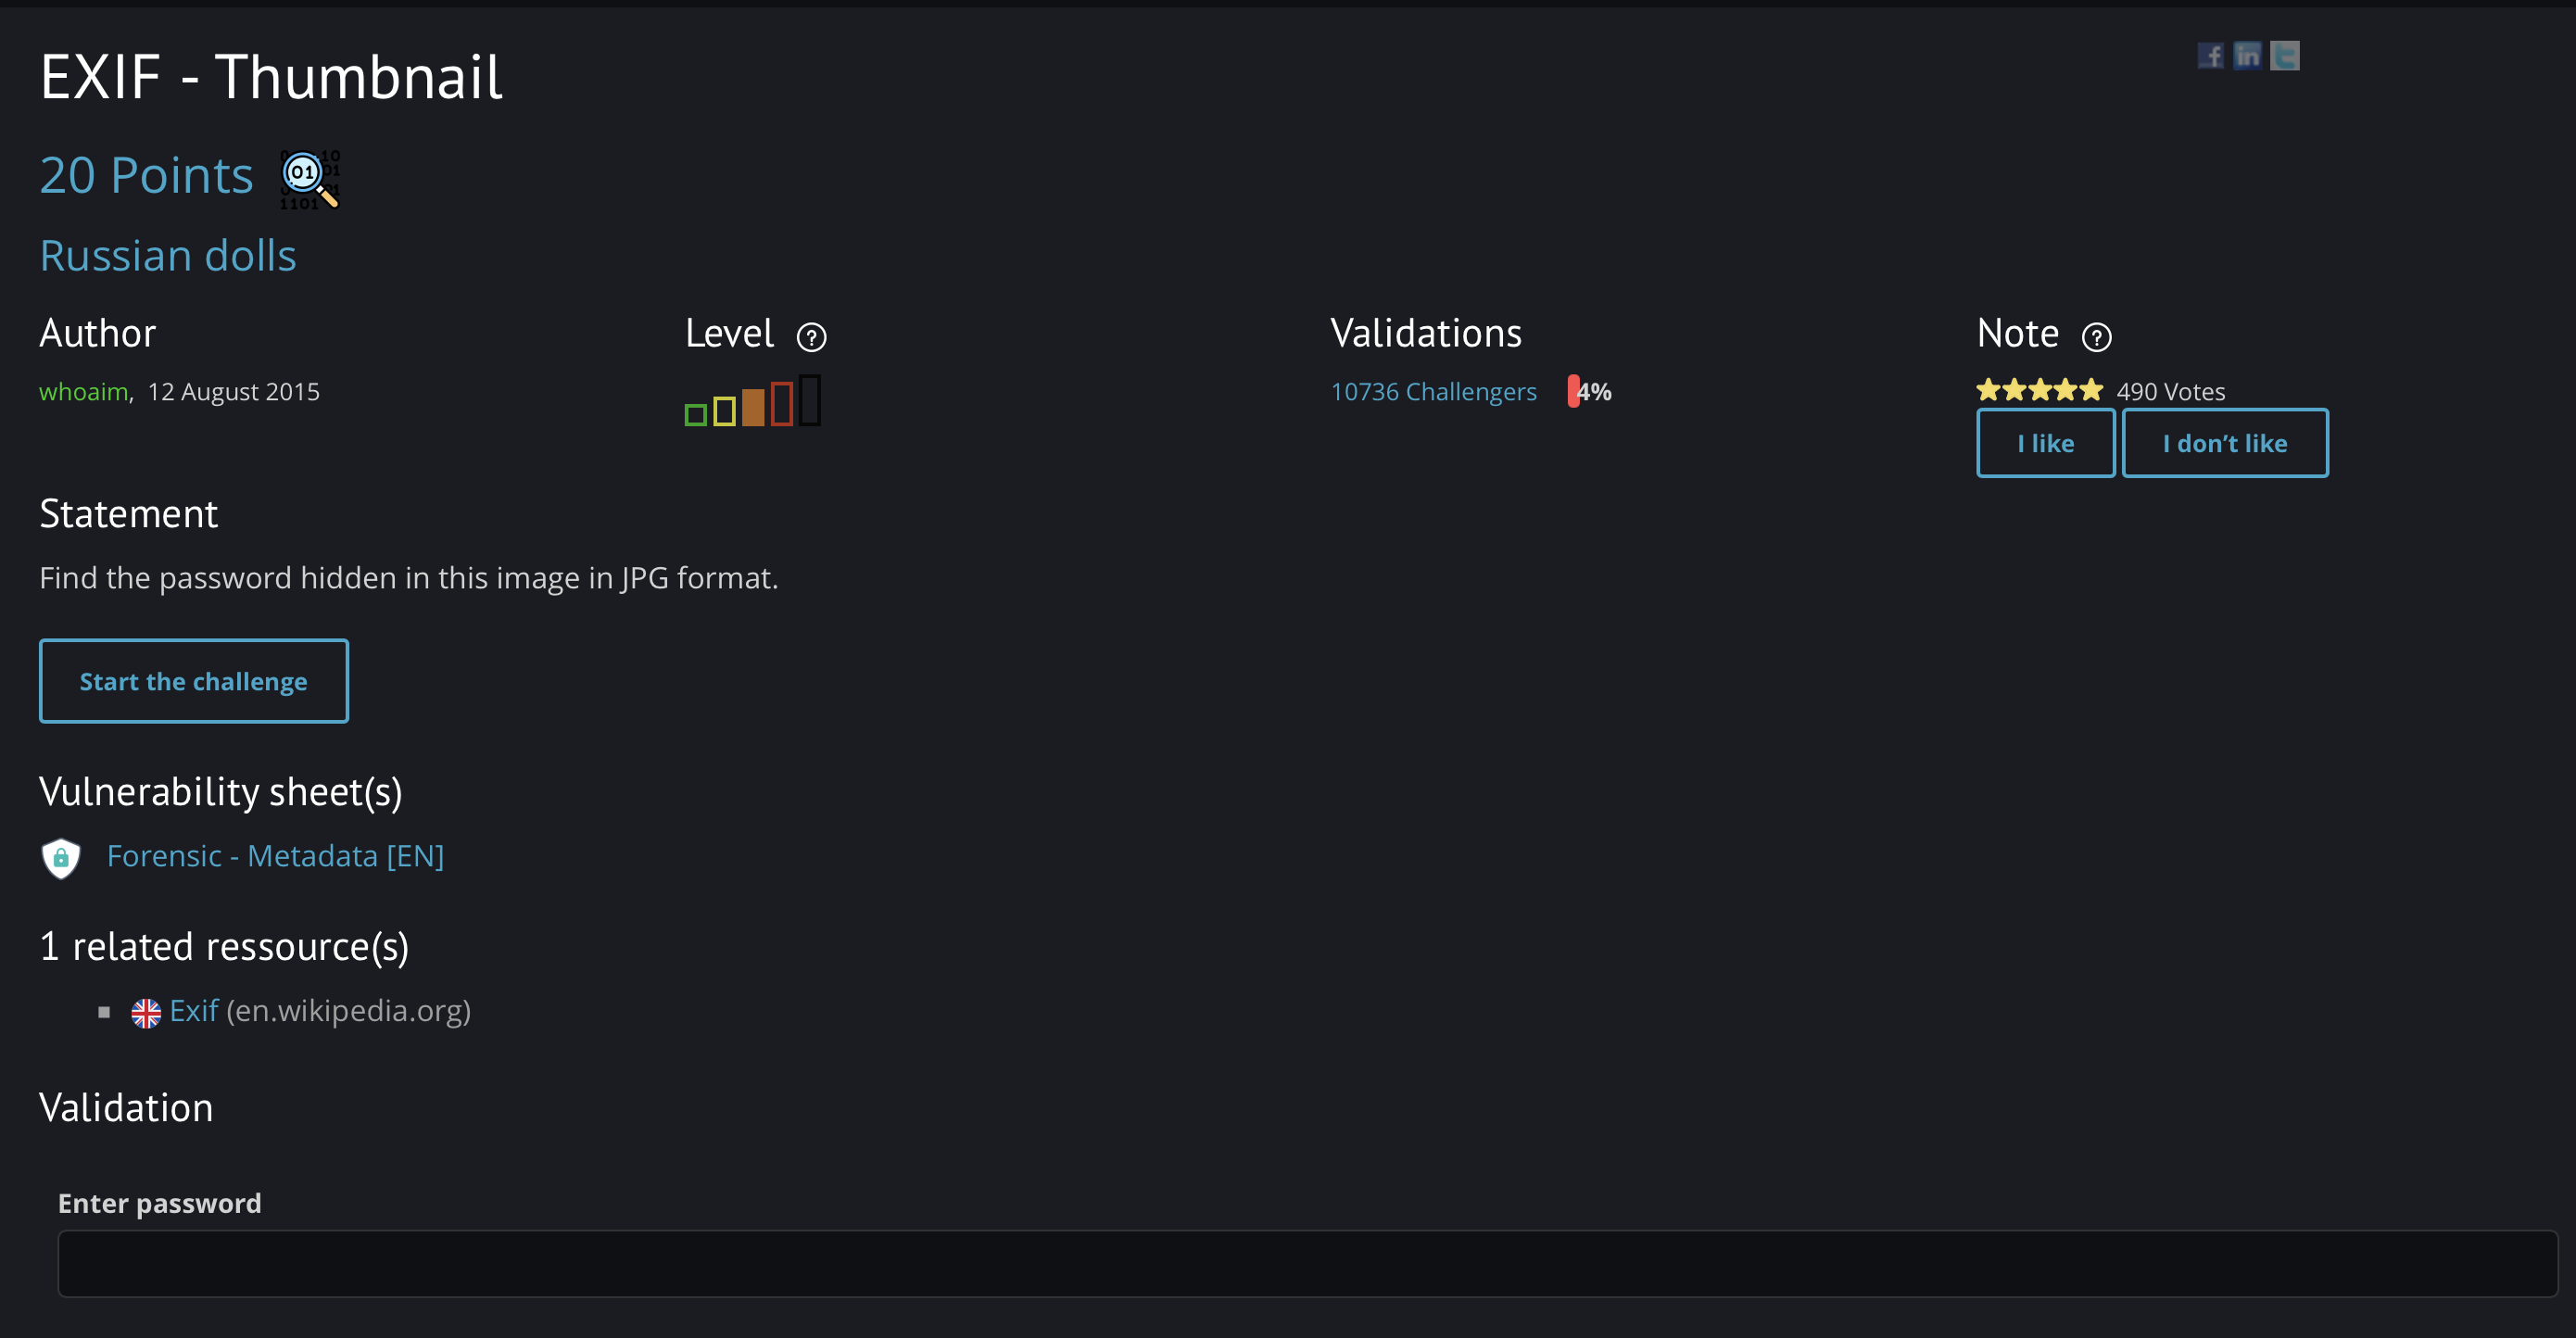 EXIF - Thumbnail
20 Points
Russian dolls
Author
Level ?
Validations
Note ?
whoaim, 12 August 2015
10736 Challengers 4%
490 Votes
I like
I don’t like
Statement
Find the password hidden in this image in JPG format.
Start the challenge
Vulnerability sheet(s)
Forensic - Metadata [EN]
1 related ressource(s)
Exif (en.wikipedia.org)
Validation
Enter password